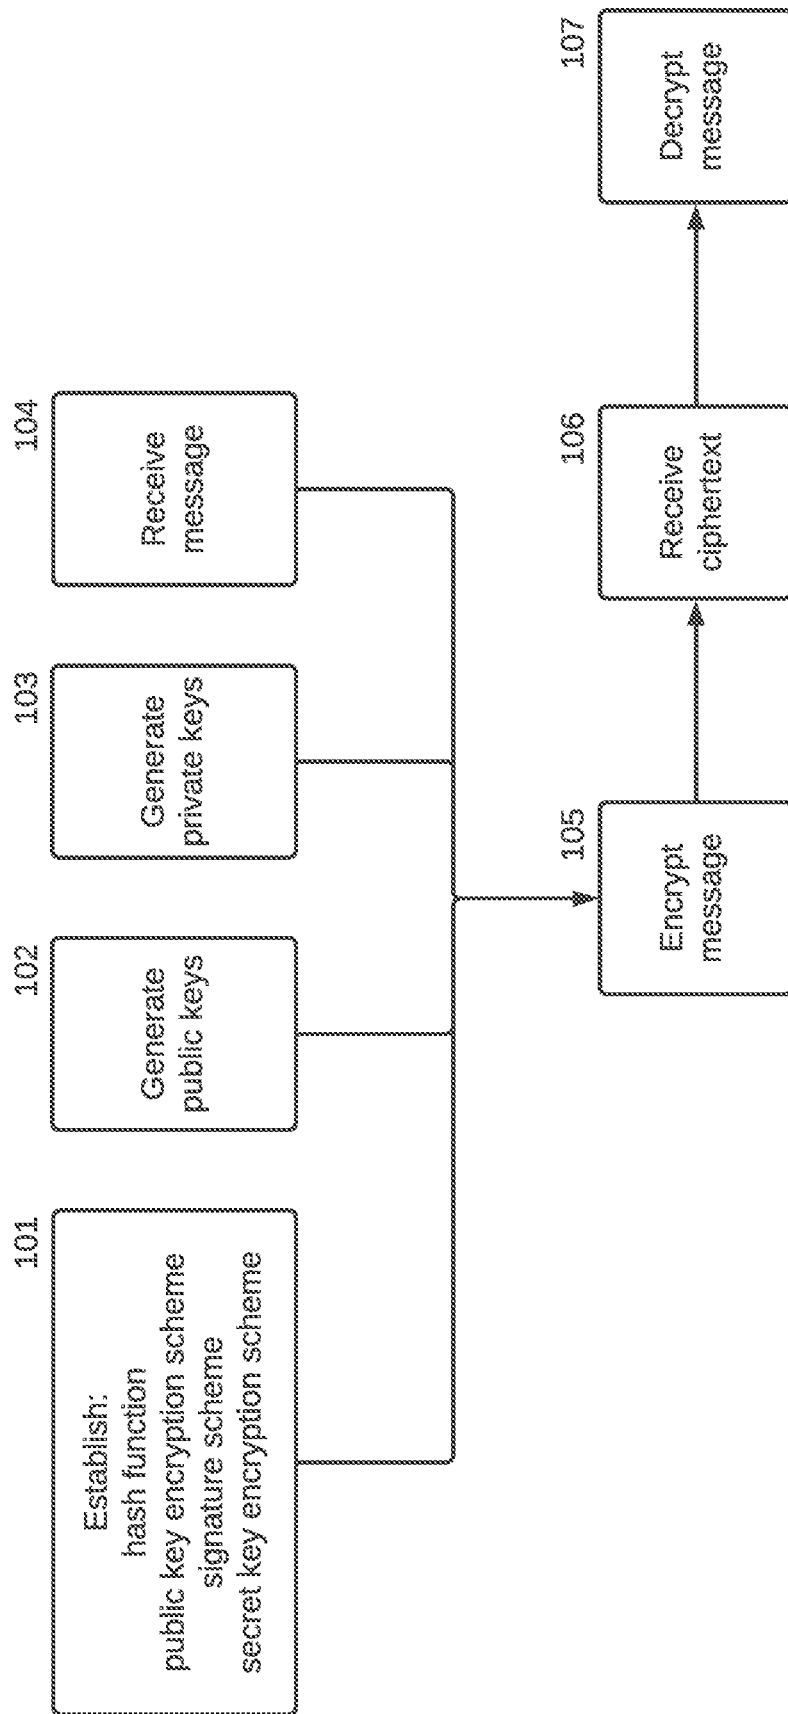 101
Establish:
hash function
public key encryption scheme
signature scheme
secret key encryption scheme
102
Generate
public keys
103
Generate
private keys
104
Receive
message
105
Encrypt
message
106
Receive
ciphertext
107
Decrypt
message